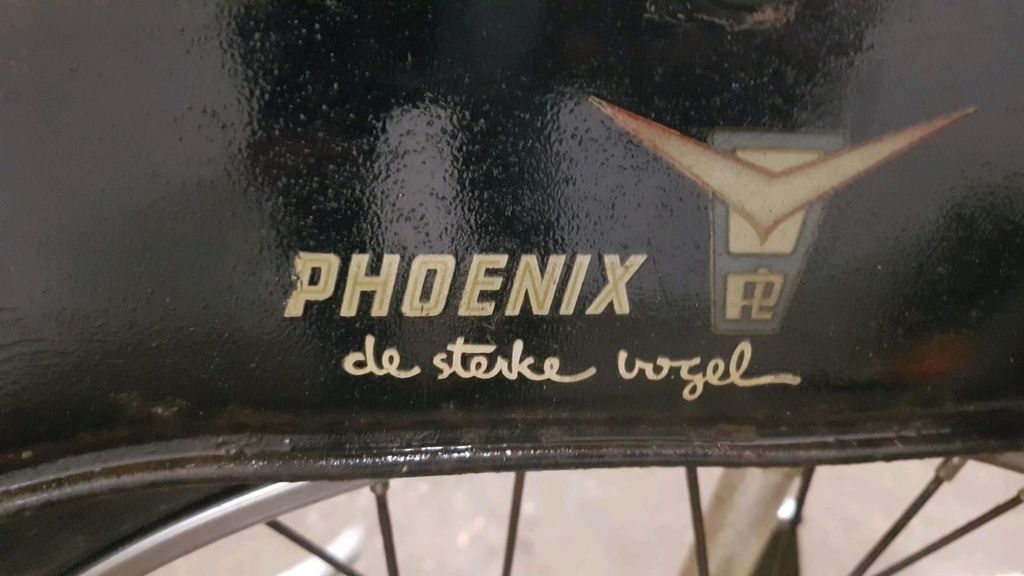 PHOENIX
de sterke vogel